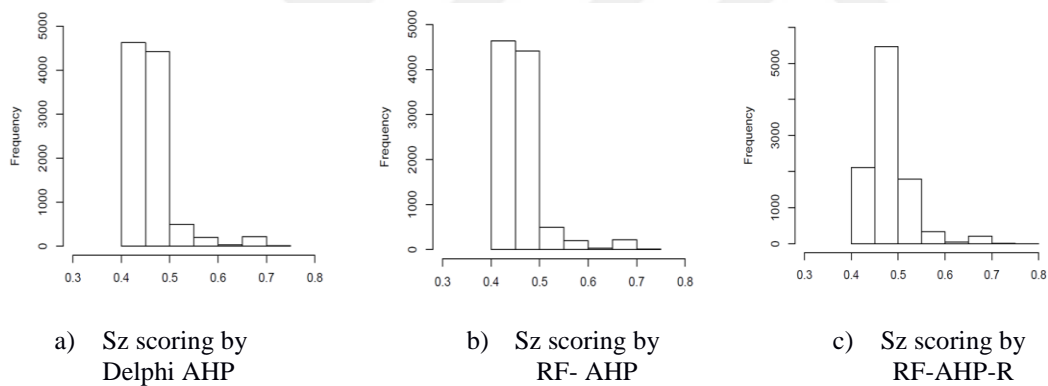 5000
4000
3000
2000
1000
0
Frequency
0.3 0.4 0.5 0.6 0.7 0.8
5000
4000
3000
2000
1000
0
Frequency
0.3 0.4 0.5 0.6 0.7 0.8
5000
3000
1000
0
Frequency
0.3 0.4 0.5 0.6 0.7 0.8
a) Sz scoring by
Delphi AHP
b) Sz scoring by
RF- AHP
c) Sz scoring by
RF-AHP-R